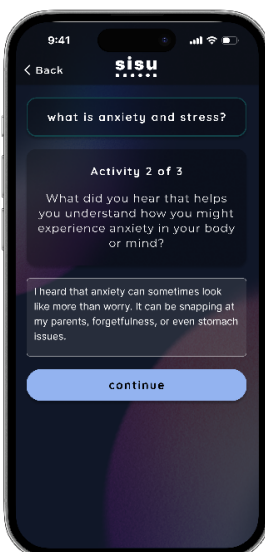 9:41
Back
sisu
what is anxiety and stress?
Activity 2 of 3
What did you hear that helps
you understand how you might
experience anxiety in your body
or mind?
I heard that anxiety can sometimes look
like more than worry. It can be snapping at
my parents, forgetfulness, or even stomach
issues.
continue